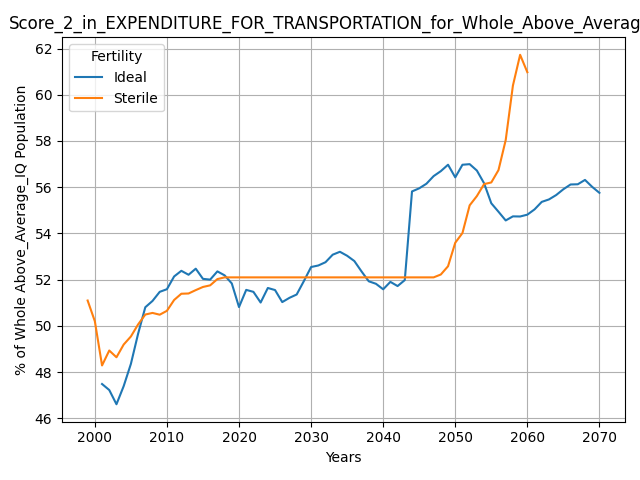 Score_2_in_EXPENDITURE_FOR_TRANSPORTATION_for_Whole_Above_Averag
Fertility
Ideal
Sterile
% of Whole Above_Average_IQ Population
62
60
58
56
54
52
50
48
46
2000 2010 2020 2030 2040 2050 2060 2070
Years